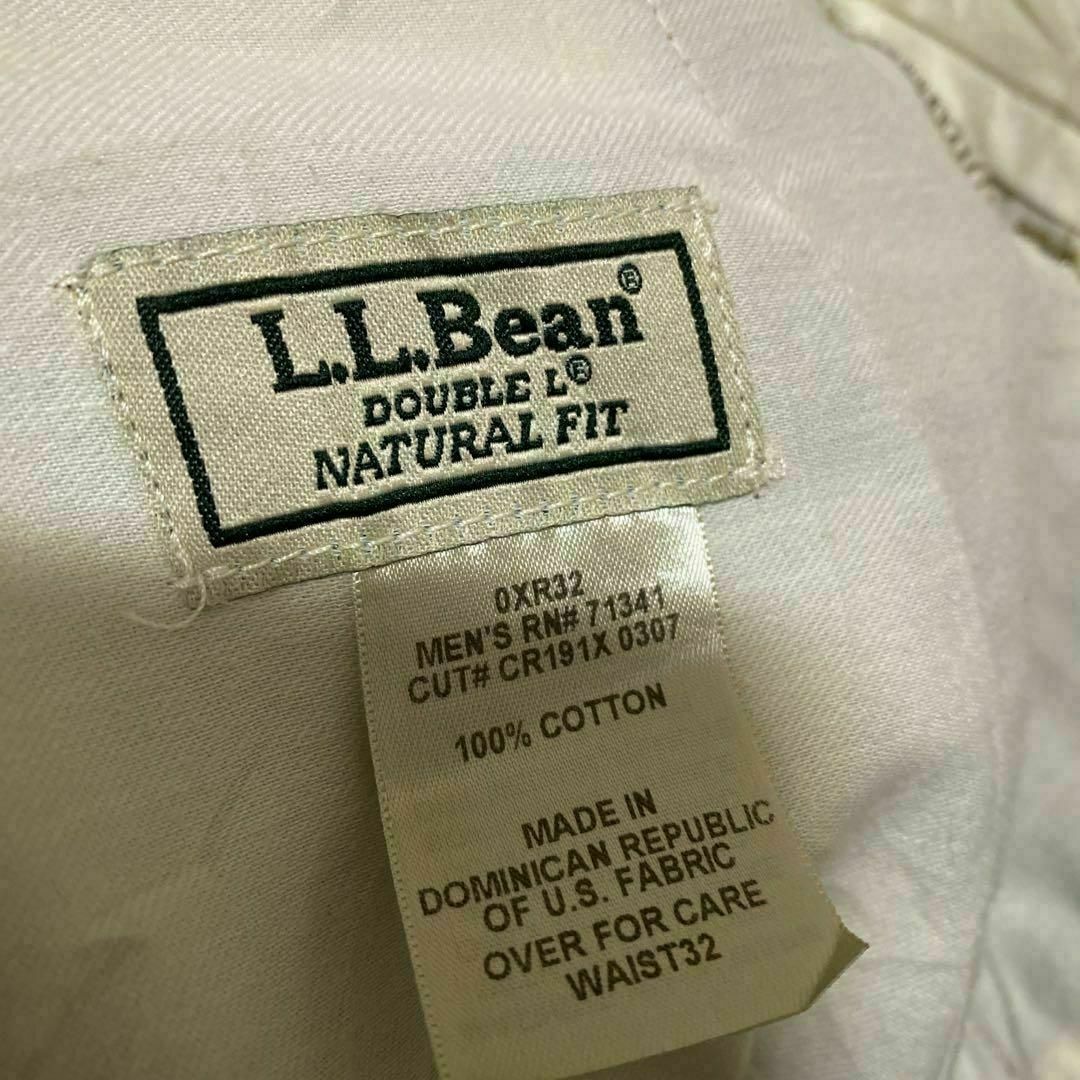 L.L.Bean®
DOUBLE L®
NATURAL FIT
0XR32
MEN'S RN# 71341
CUT# CR191X 0307
100% COTTON
MADE IN
DOMINICAN REPUBLIC
OF U.S. FABRIC
OVER FOR CARE
WAIST32